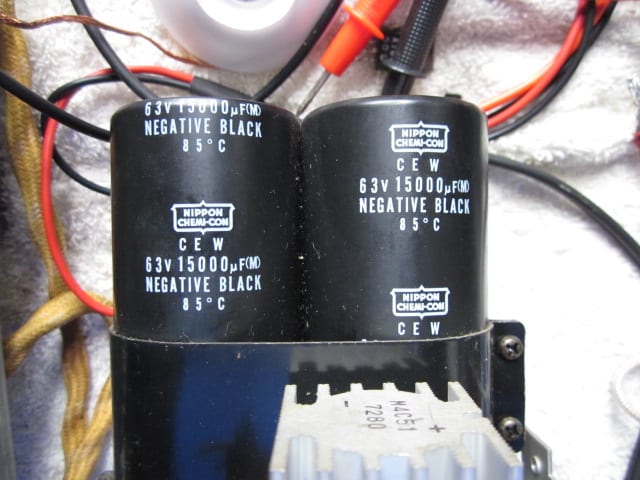 63V 15000µF(M)
NEGATIVE BLACK
85°C
NIPPON
CHEMI-CON
CEW
63V 15000µF(M)
NEGATIVE BLACK
85°C
NIPPON
CHEMI-CON
CEW
63V 15000µF(M)
NEGATIVE BLACK
85°C
NIPPON
CHEMI-CON
CEW
N4C51 +
7280 -